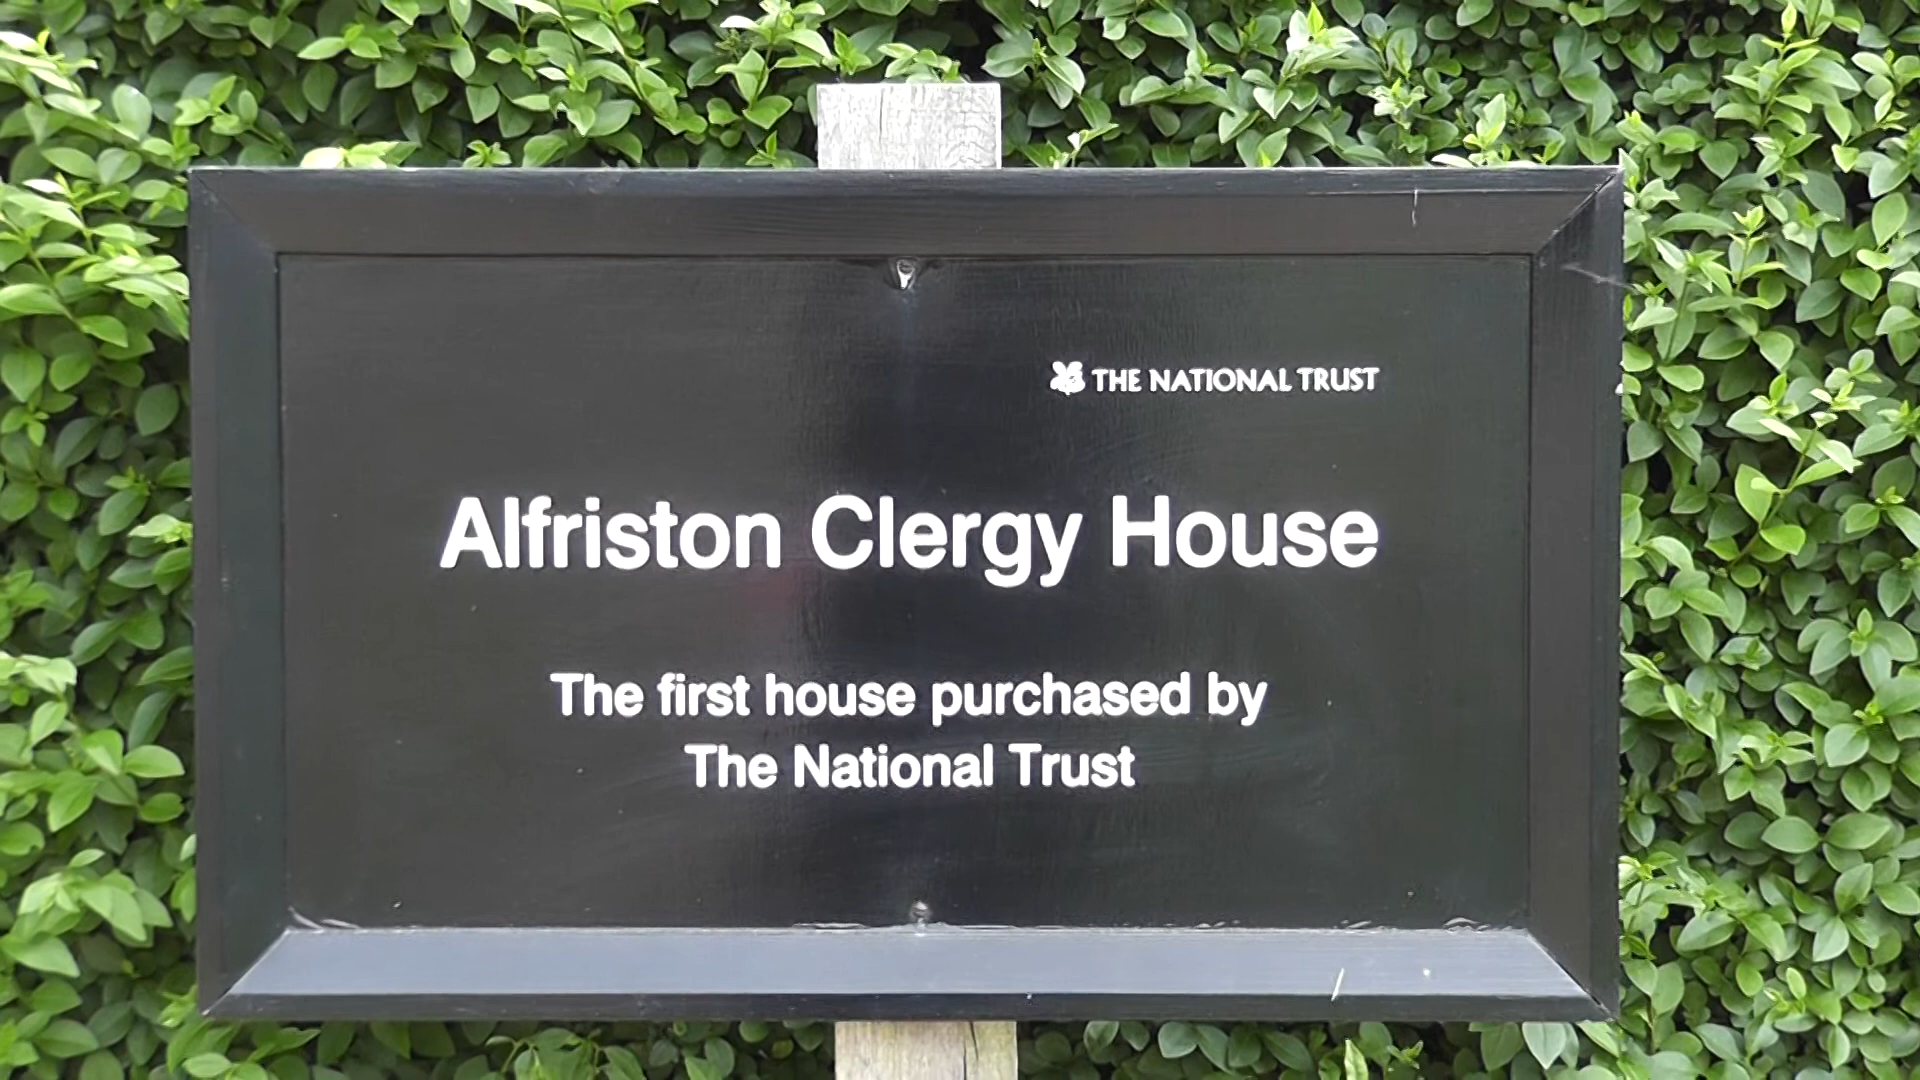 THE NATIONAL TRUST
Alfriston Clergy House
The first house purchased by
The National Trust